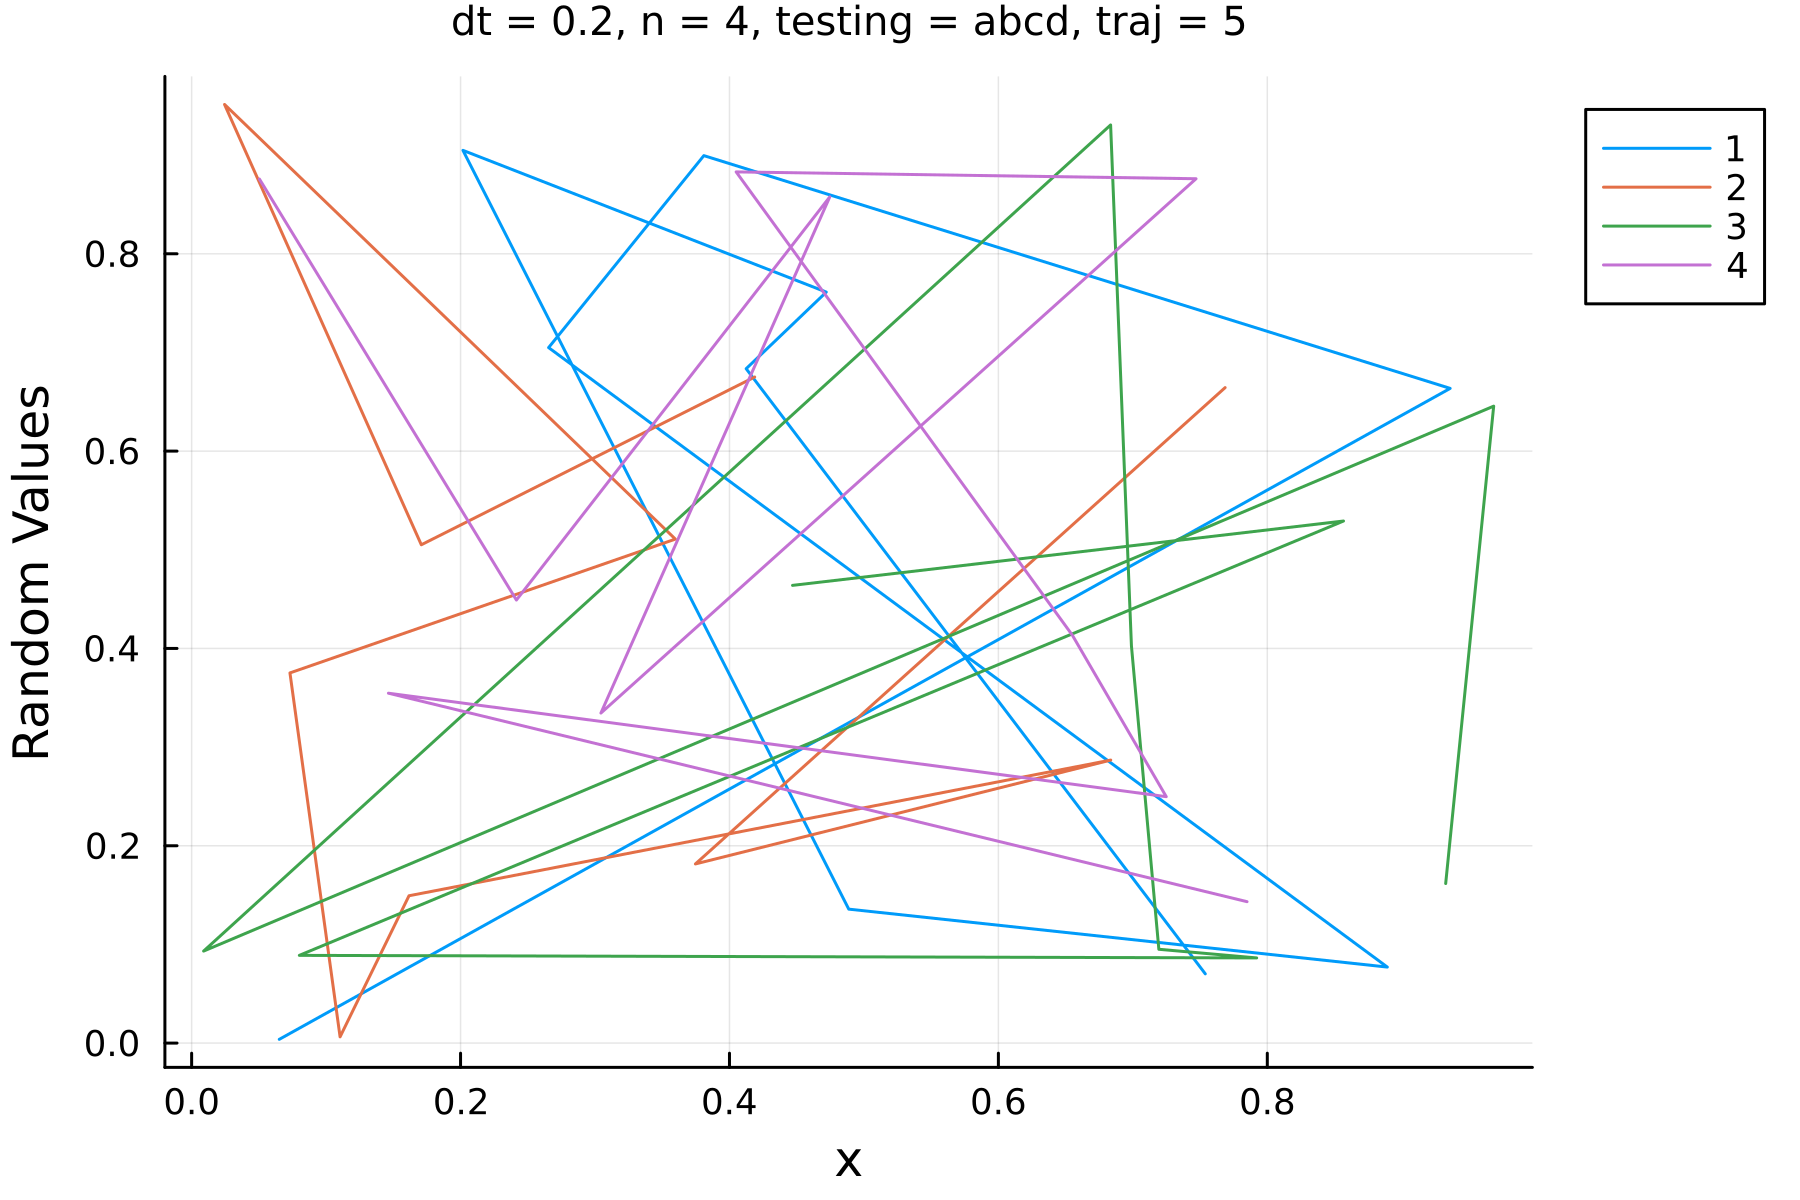 dt = 0.2, n = 4, testing = abcd, traj = 5
1
2
3
4
Random Values
0.8
0.6
0.4
0.2
0.0
0.0 0.2 0.4 0.6 0.8
x